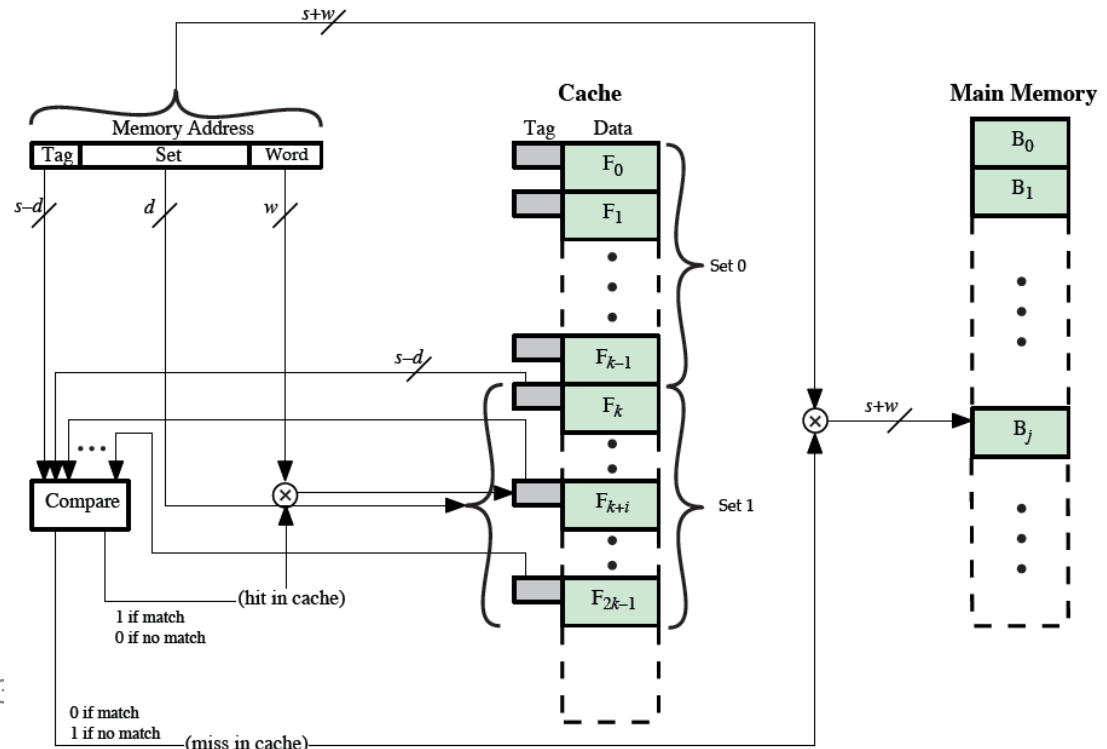 s+w
Cache
Main Memory
Memory Address
Tag Data
Tag Set Word
F0
B0
s–d d w
F1
B1
Set 0
s–d
Fk–1
Fk
s+w
Bj
Compare
Fk+i
Set 1
F2k–1
(hit in cache)
1 if match
0 if no match
0 if match
1 if no match
(miss in cache)